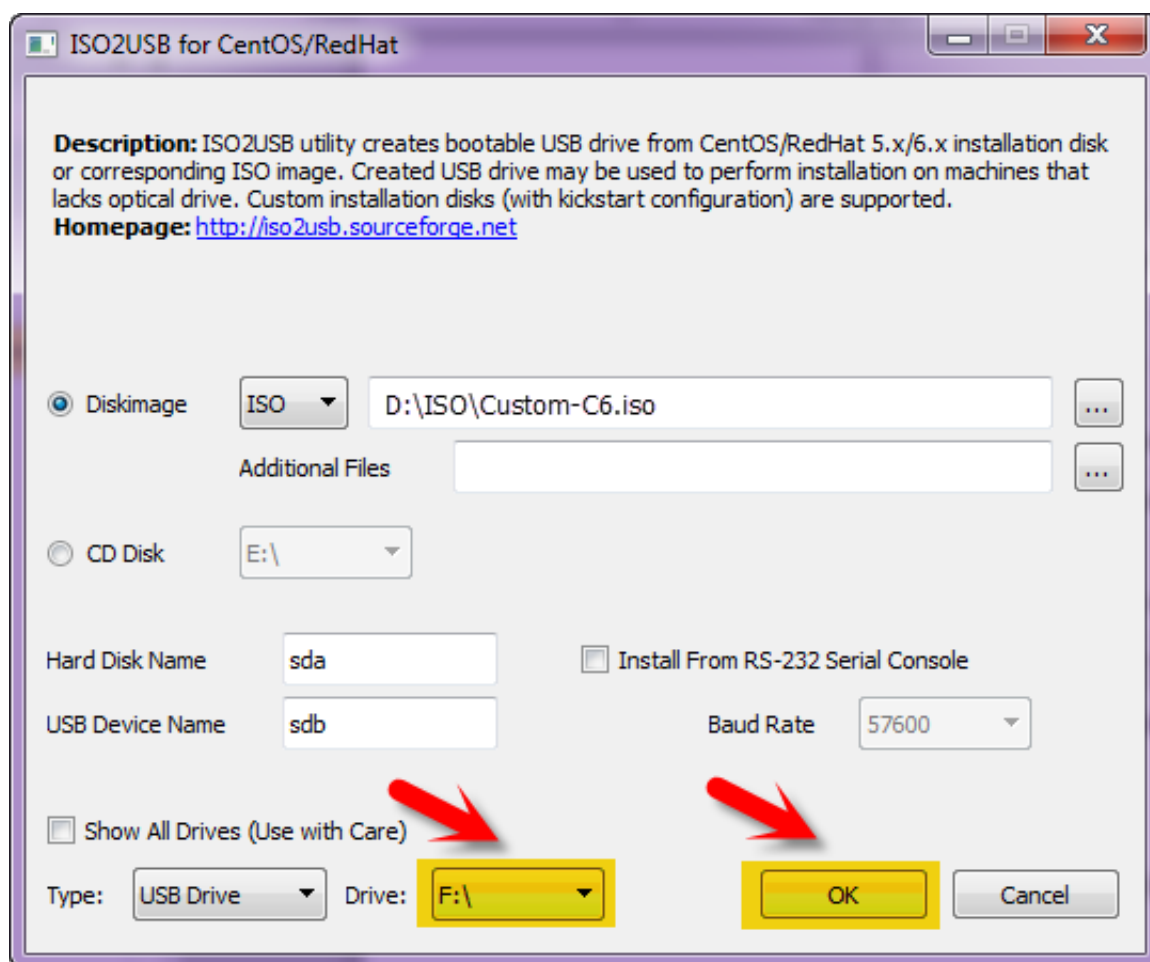 ISO2USB for CentOS/RedHat
Description: ISO2USB utility creates bootable USB drive from CentOS/RedHat 5.x/6.x installation disk
or corresponding ISO image. Created USB drive may be used to perform installation on machines that
lacks optical drive. Custom installation disks (with kickstart configuration) are supported.
Homepage: http://iso2usb.sourceforge.net
Diskimage ISO D:\ISO\Custom-C6.iso ...
Additional Files ...
CD Disk E:\
Hard Disk Name sda Install From RS-232 Serial Console
USB Device Name sdb Baud Rate 57600
Show All Drives (Use with Care)
Type: USB Drive Drive: F:\ OK Cancel